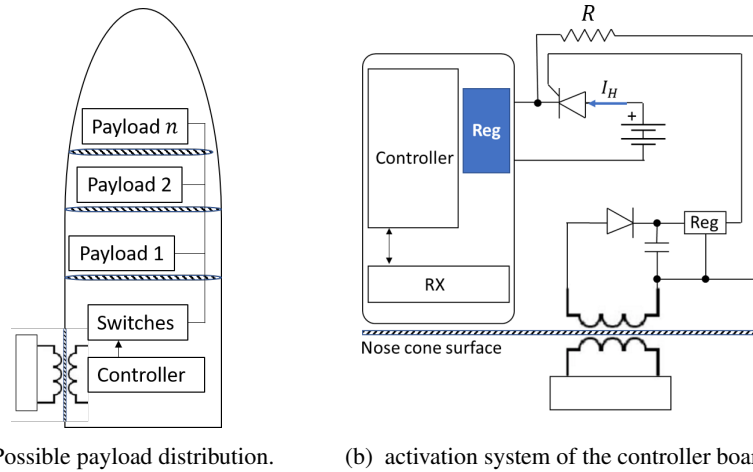 Payload n
Payload 2
Payload 1
Switches
Controller
Possible payload distribution.
R
I_H
+
Reg
Controller
Reg
RX
Nose cone surface
(b) activation system of the controller